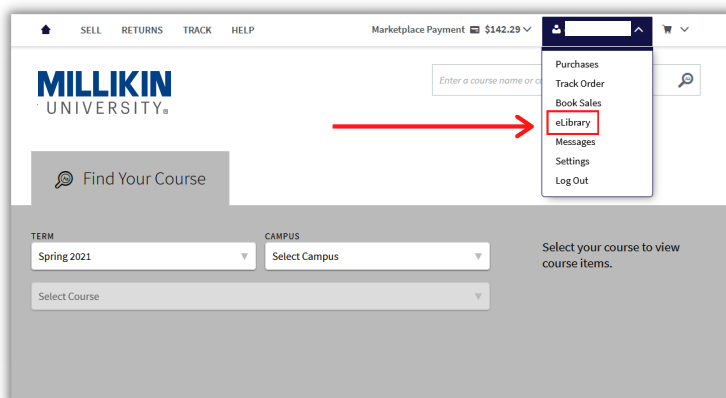 SELL RETURNS TRACK HELP Marketplace Payment $142.29
Purchases
MILLIKIN
UNIVERSITY®
Enter a course name or
Track Order
Book Sales
eLibrary
Messages
Settings
Log Out
Find Your Course
TERM CAMPUS
Spring 2021 Select Campus
Select your course to view
course items.
Select Course